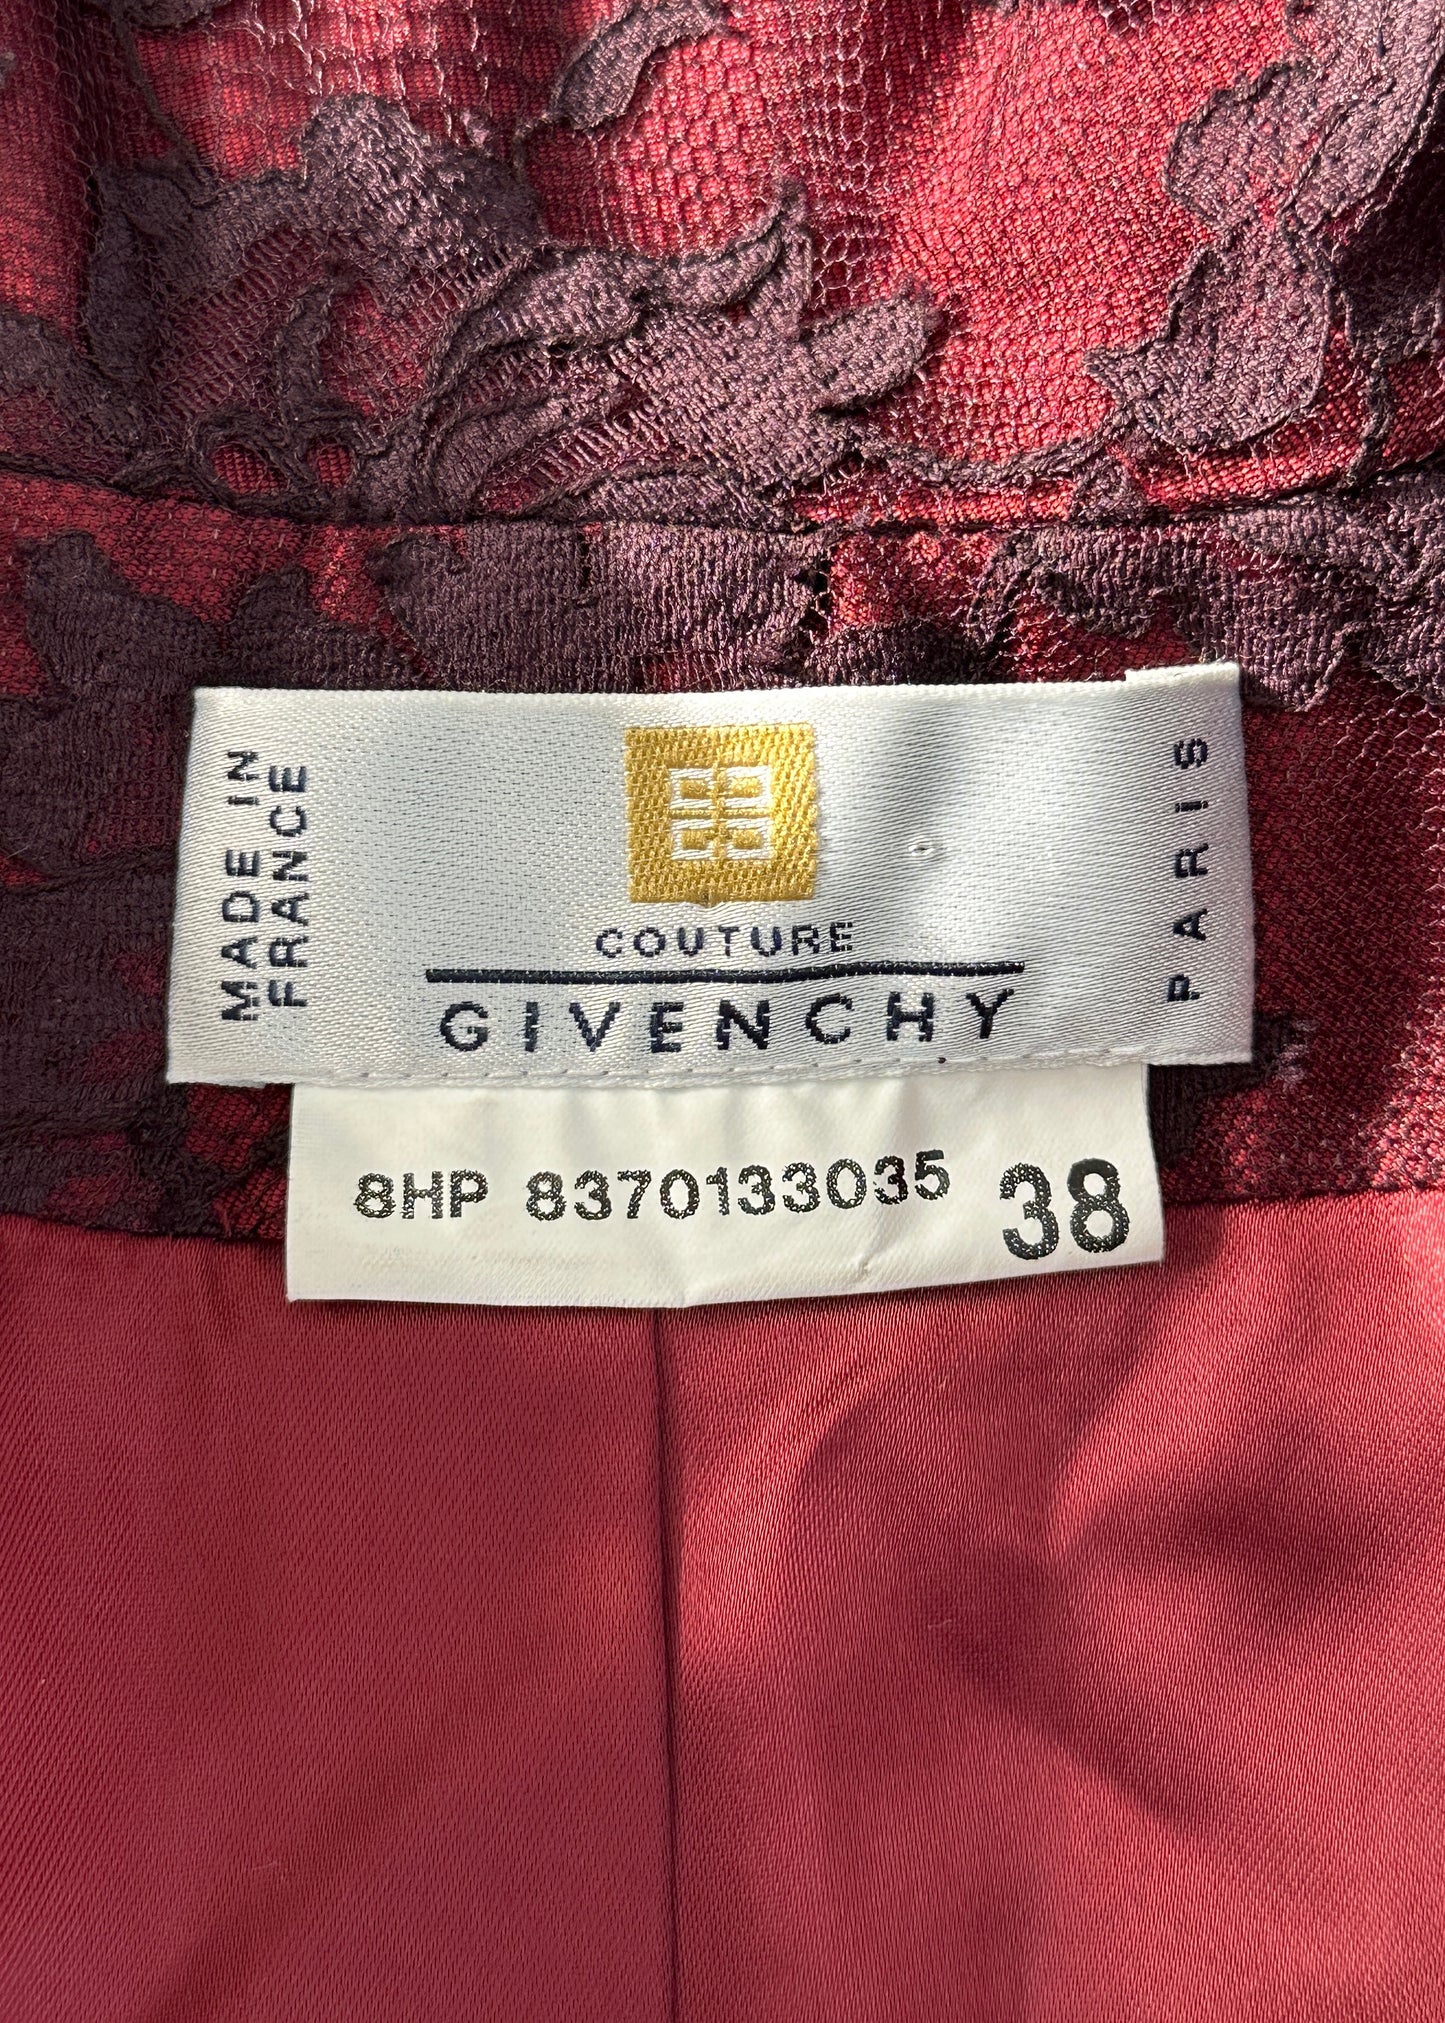 MADE IN
FRANCE
COUTURE
GIVENCHY
PARIS
8HP 8370133035 38